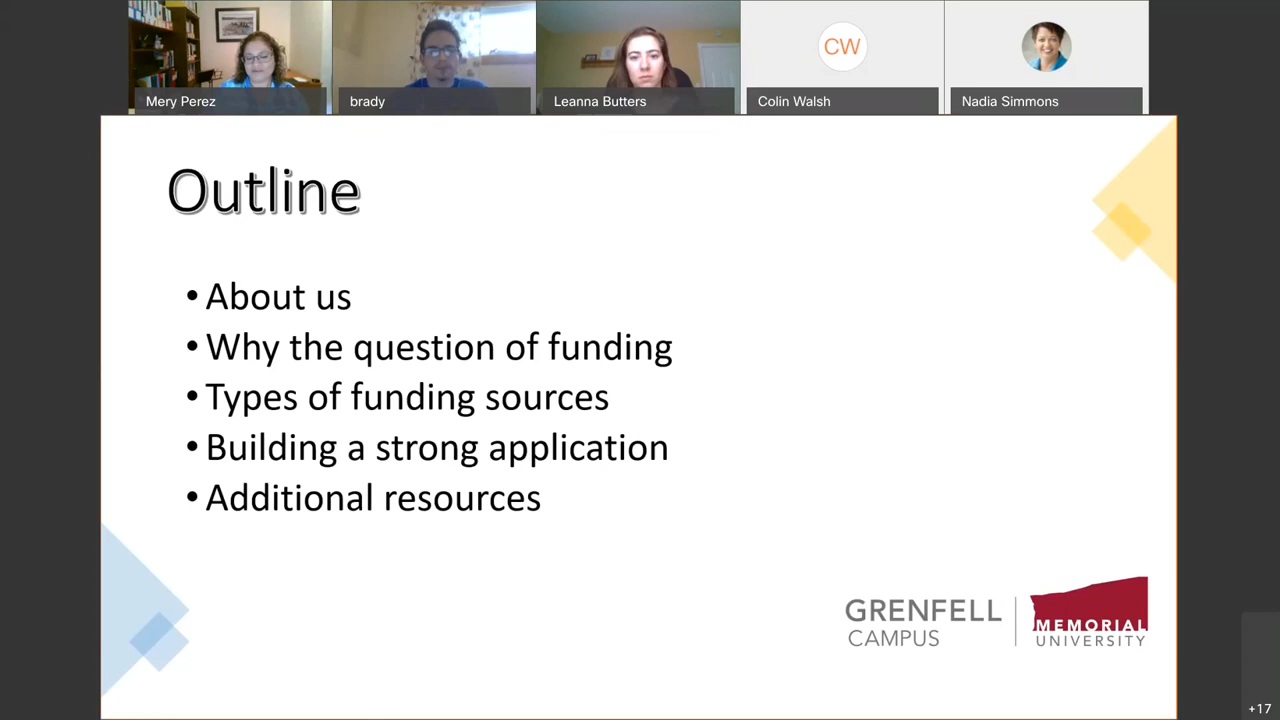 Mery Perez
brady
Leanna Butters
CW
Colin Walsh
Nadia Simmons
Outline
• About us
• Why the question of funding
• Types of funding sources
• Building a strong application
• Additional resources
GRENFELL
CAMPUS
MEMORIAL
UNIVERSITY
+17